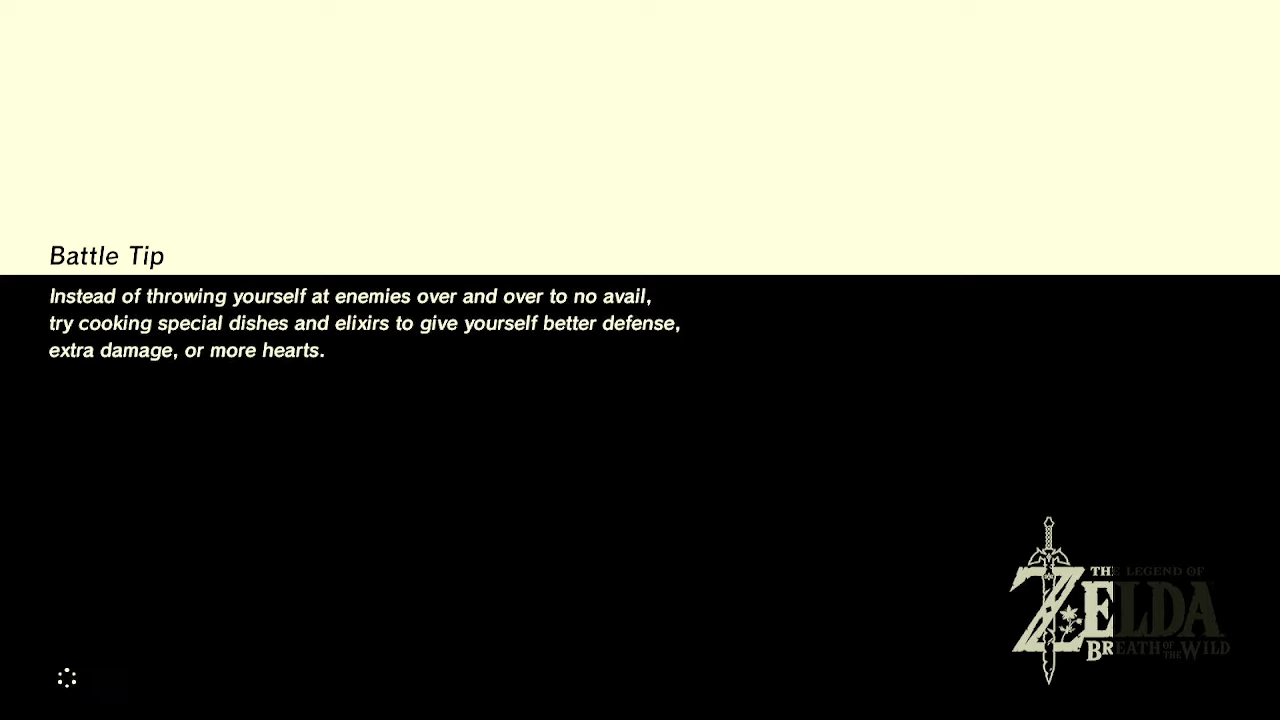 Battle Tip
Instead of throwing yourself at enemies over and over to no avail,
try cooking special dishes and elixirs to give yourself better defense,
extra damage, or more hearts.
THE LEGEND OF
ZELDA
BREATH OF THE WILD